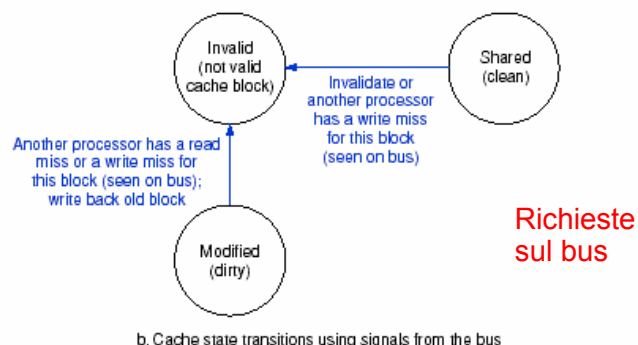 Invalid
(not valid
cache block)
Shared
(clean)
Invalidate or
another processor
has a write miss
for this block
(seen on bus)
Another processor has a read
miss or a write miss for
this block (seen on bus);
write back old block
Modified
(dirty)
Richieste
sul bus
b. Cache state transitions using signals from the bus